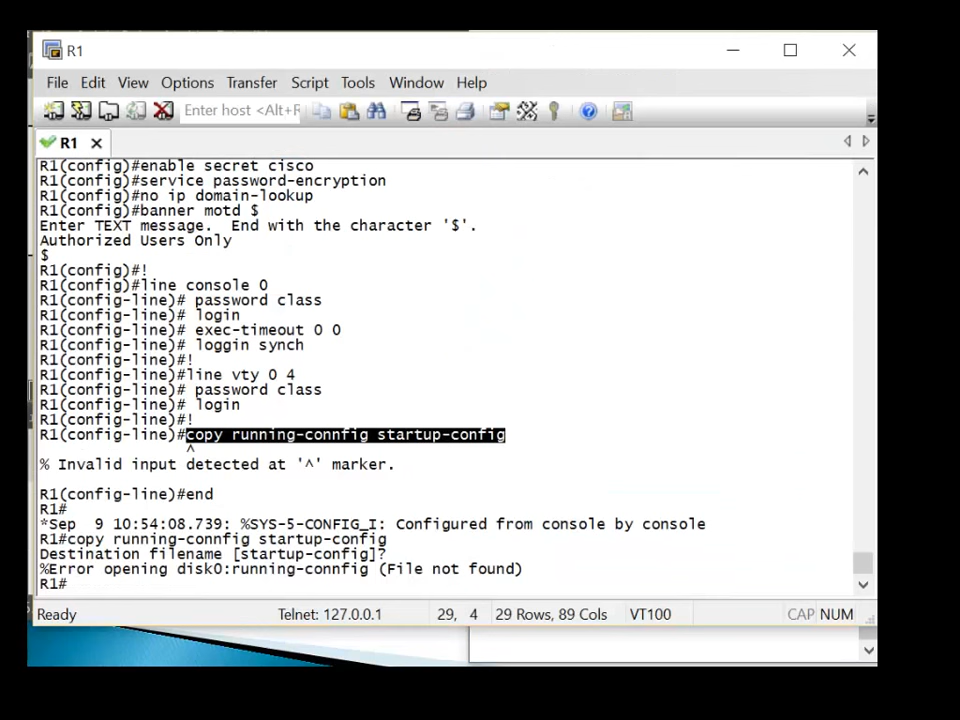 R1
File Edit View Options Transfer Script Tools Window Help
Enter host <Alt+R
R1
R1(config)#enable secret cisco
R1(config)#service password-encryption
R1(config)#no ip domain-lookup
R1(config)#banner motd $
Enter TEXT message.  End with the character '$'.
Authorized Users Only
$
R1(config)#!
R1(config)#line console 0
R1(config-line)# password class
R1(config-line)# login
R1(config-line)# exec-timeout 0 0
R1(config-line)# loggin synch
R1(config-line)#!
R1(config-line)#line vty 0 4
R1(config-line)# password class
R1(config-line)# login
R1(config-line)#!
R1(config-line)#copy running-connfig startup-config
^
% Invalid input detected at '^' marker.
R1(config-line)#end
R1#
*Sep  9 10:54:08.739: %SYS-5-CONFIG_I: Configured from console by console
R1#copy running-connfig startup-config
Destination filename [startup-config]?
%Error opening disk0:running-connfig (File not found)
R1#
Ready Telnet: 127.0.0.1 29, 4 29 Rows, 89 Cols VT100 CAP NUM